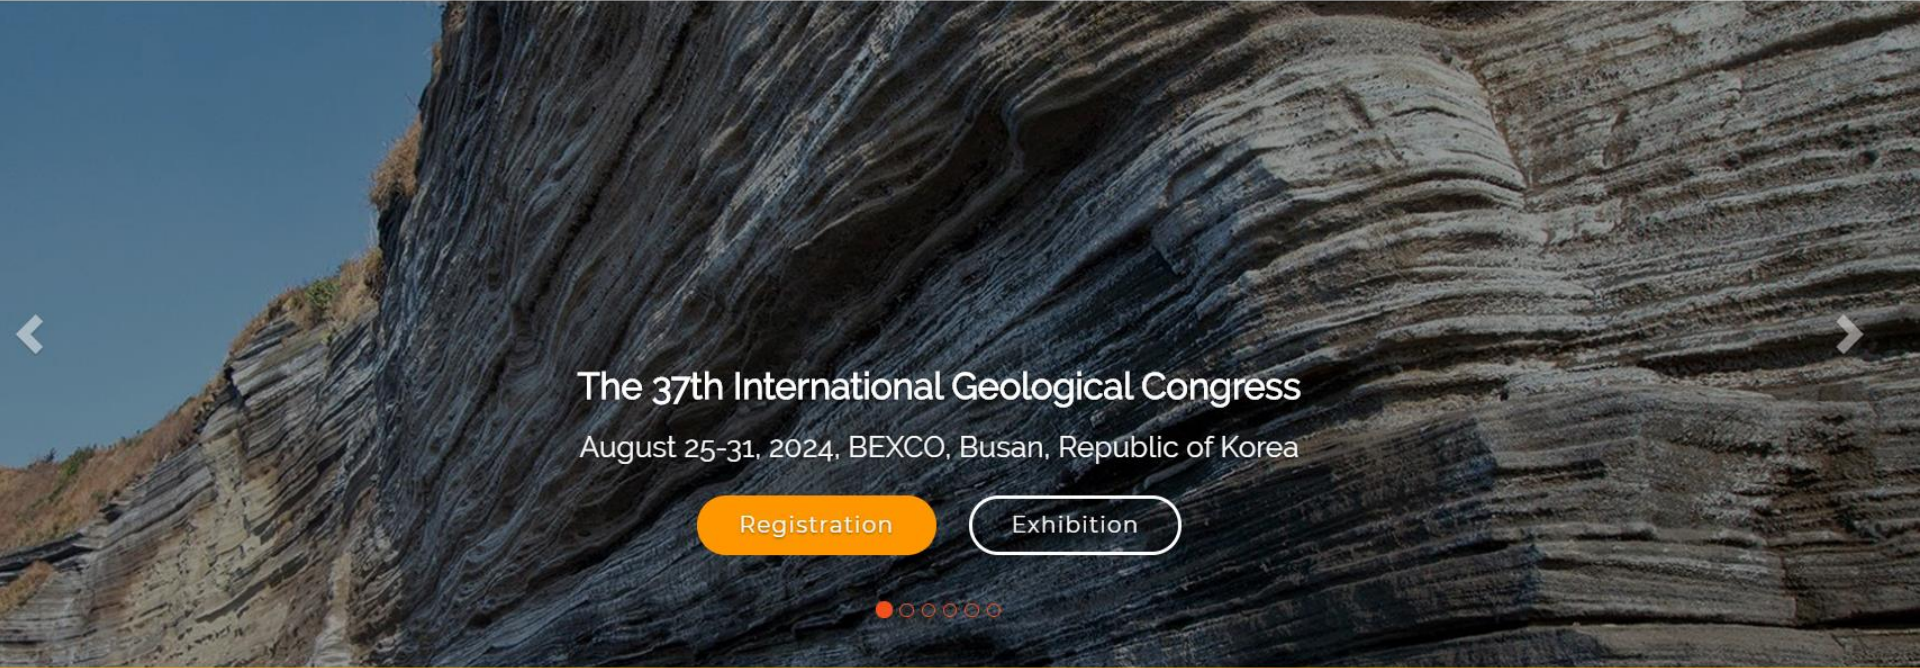 The 37th International Geological Congress
August 25-31, 2024, BEXCO, Busan, Republic of Korea
Registration
Exhibition